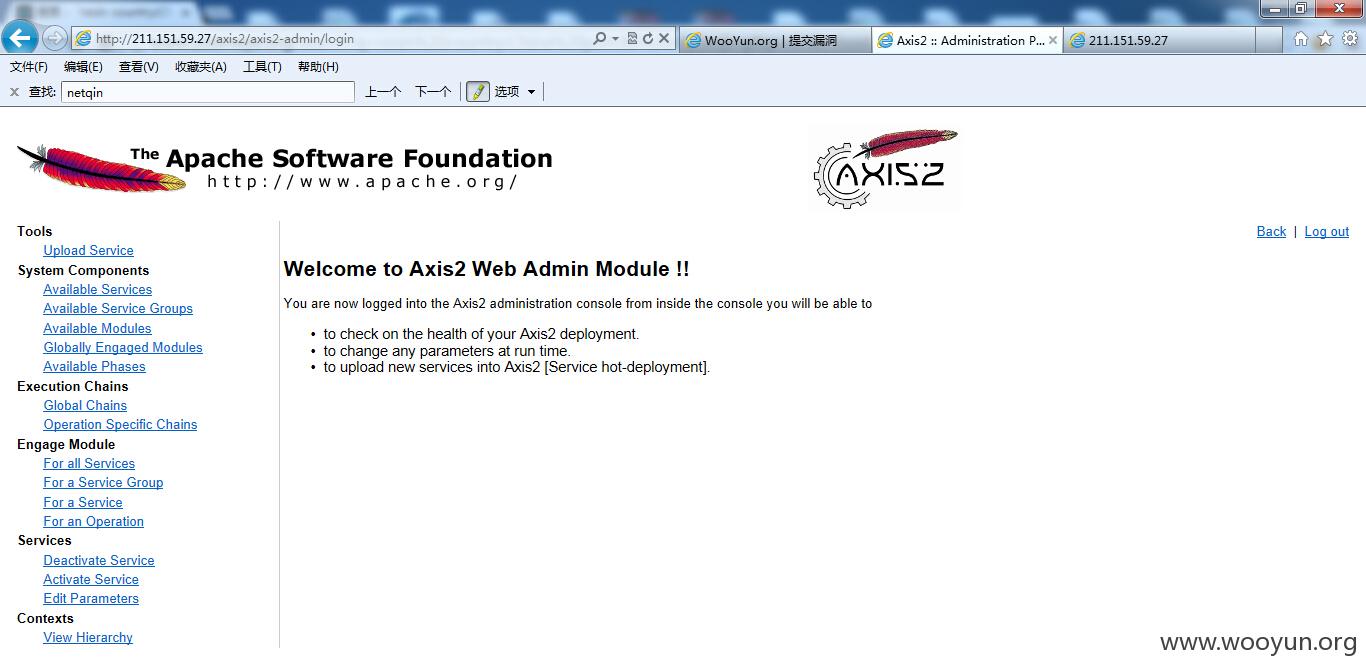 http://211.151.59.27/axis2/axis2-admin/login
WooYun.org | 提交漏洞
Axis2 :: Administration P...
211.151.59.27
文件(F) 编辑(E) 查看(V) 收藏夹(A) 工具(T) 帮助(H)
查找: netqin 上一个 下一个 选项
The Apache Software Foundation
http://www.apache.org/
AXIS2
Back | Log out
Tools
Upload Service
System Components
Available Services
Available Service Groups
Available Modules
Globally Engaged Modules
Available Phases
Execution Chains
Global Chains
Operation Specific Chains
Engage Module
For all Services
For a Service Group
For a Service
For an Operation
Services
Deactivate Service
Activate Service
Edit Parameters
Contexts
View Hierarchy
Welcome to Axis2 Web Admin Module !!
You are now logged into the Axis2 administration console from inside the console you will be able to
• to check on the health of your Axis2 deployment.
• to change any parameters at run time.
• to upload new services into Axis2 [Service hot-deployment].
www.wooyun.org